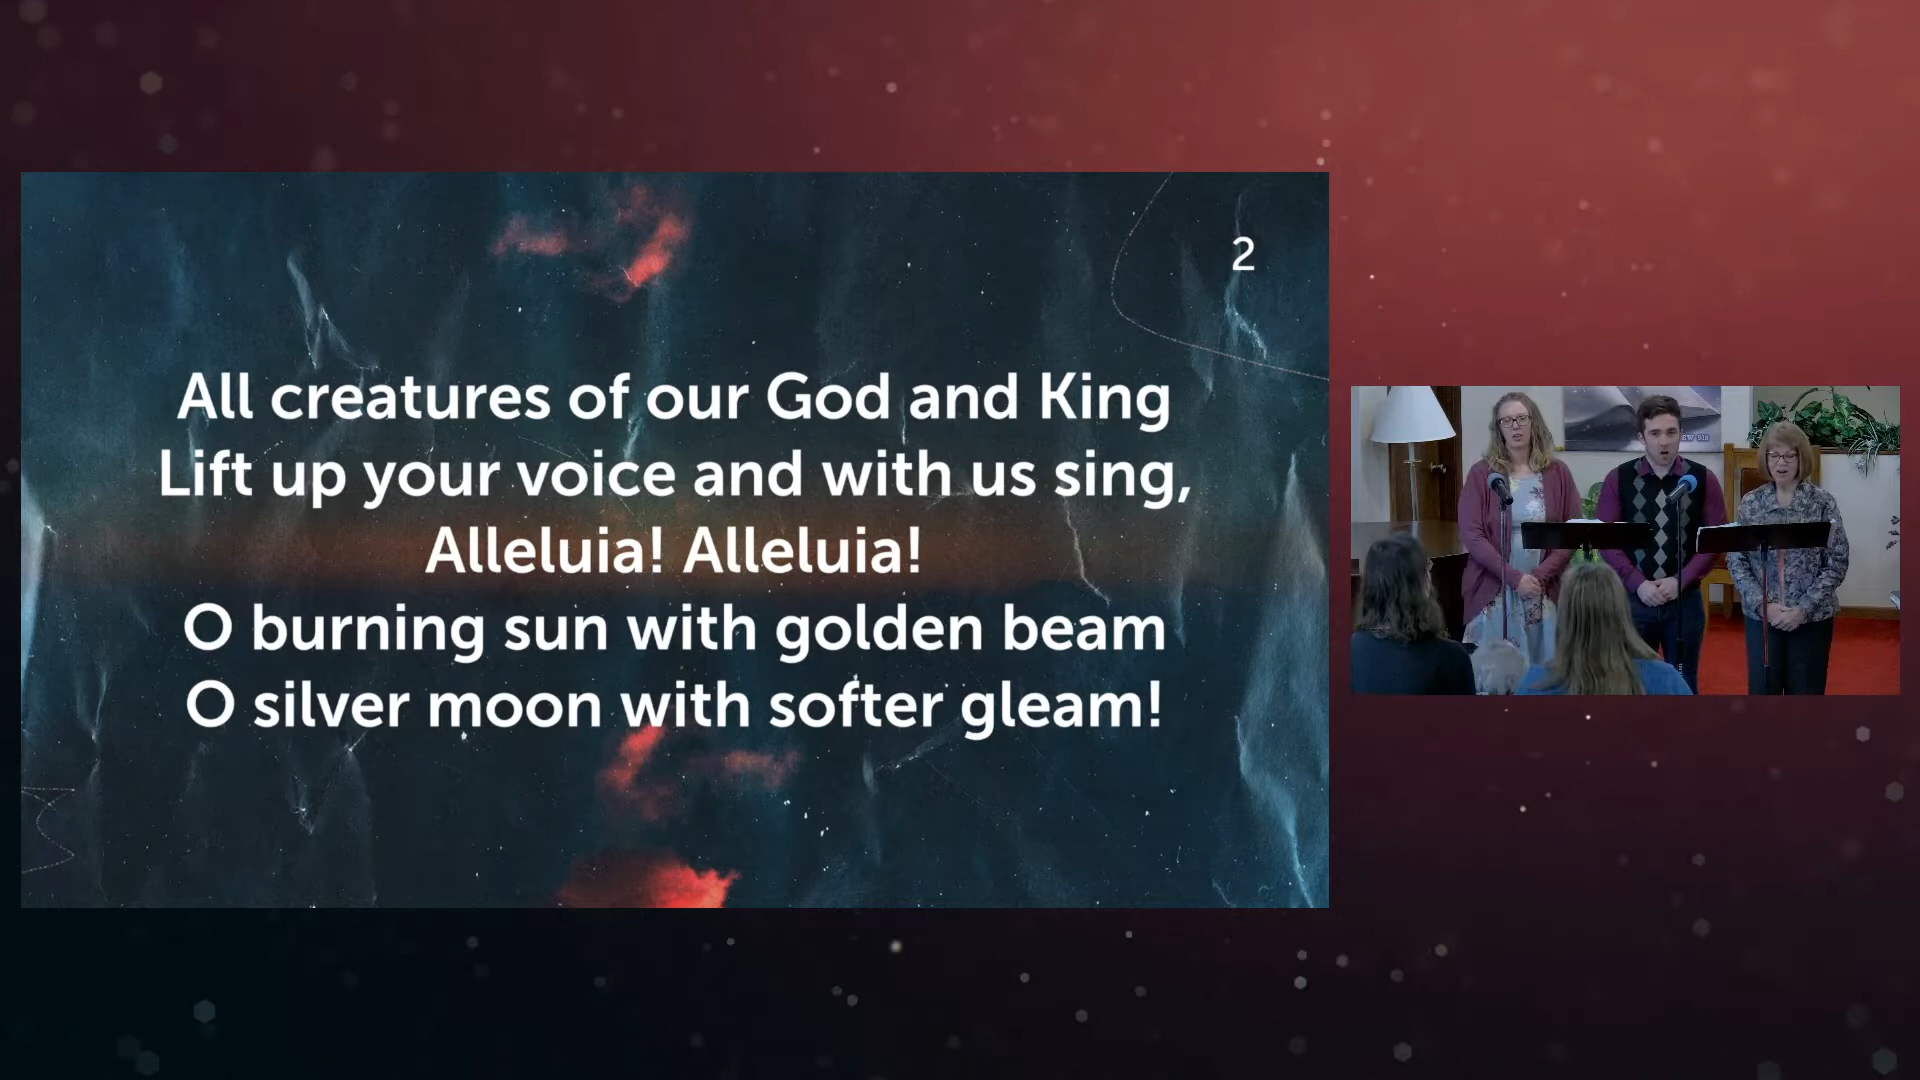 2
All creatures of our God and King
Lift up your voice and with us sing,
Alleluia! Alleluia!
O burning sun with golden beam
O silver moon with softer gleam!